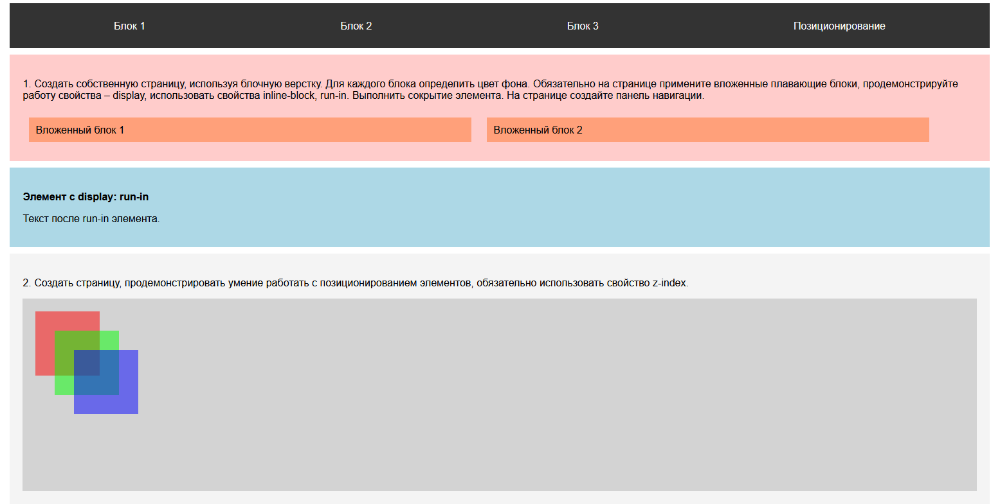 Блок 1 Блок 2 Блок 3 Позиционирование
1. Создать собственную страницу, используя блочную верстку. Для каждого блока определить цвет фона. Обязательно на странице примените вложенные плавающие блоки, продемонстрируйте
работу свойства – display, использовать свойства inline-block, run-in. Выполнить сокрытие элемента. На странице создайте панель навигации.
Вложенный блок 1 Вложенный блок 2
Элемент с display: run-in
Текст после run-in элемента.
2. Создать страницу, продемонстрировать умение работать с позиционированием элементов, обязательно использовать свойство z-index.